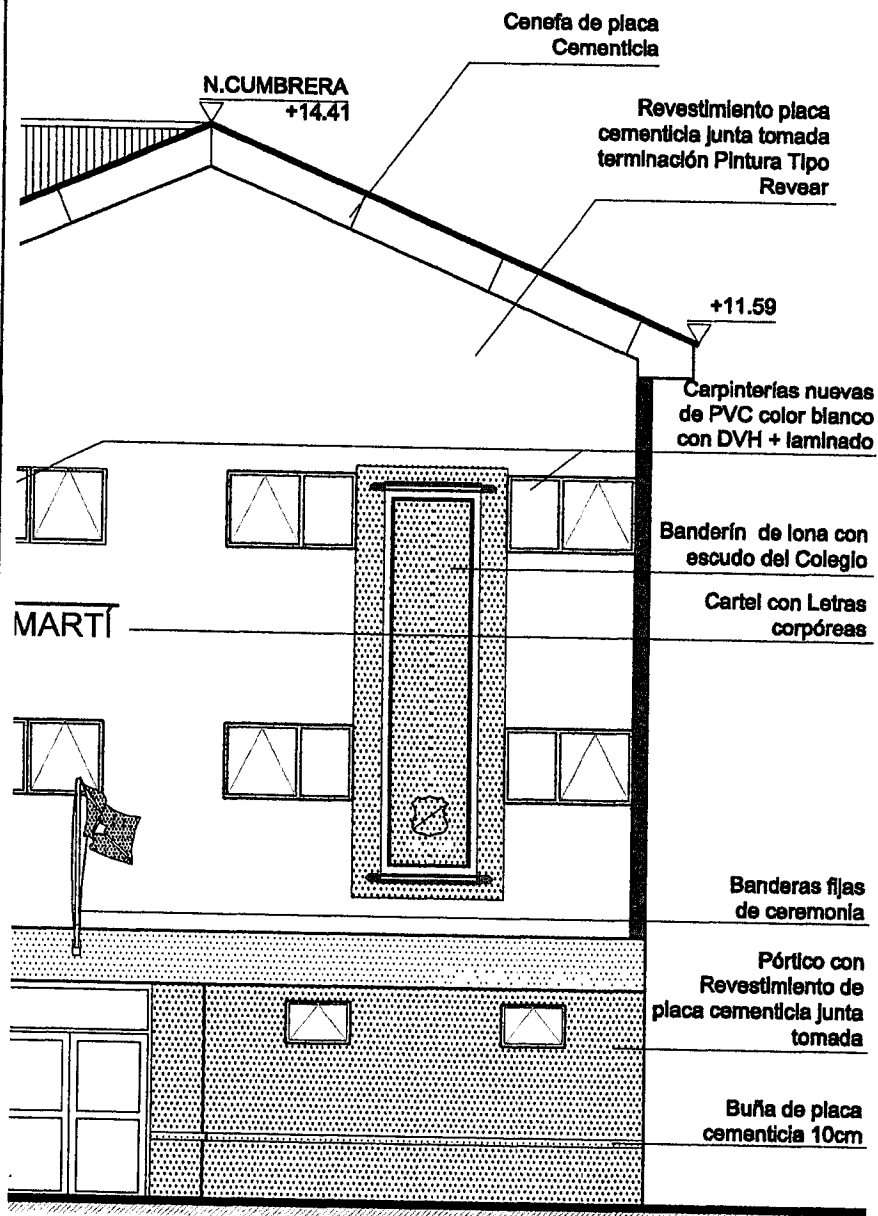 Cenefa de placa
Cementicia
N.CUMBRERA
+14.41
Revestimiento placa
cementicia junta tomada
terminación Pintura Tipo
Revear
+11.59
Carpinterías nuevas
de PVC color blanco
con DVH + laminado
Banderín de lona con
escudo del Colegio
Cartel con Letras
corpóreas
MARTÍ
Banderas fijas
de ceremonia
Pórtico con
Revestimiento de
placa cementicia junta
tomada
Buña de placa
cementicia 10cm